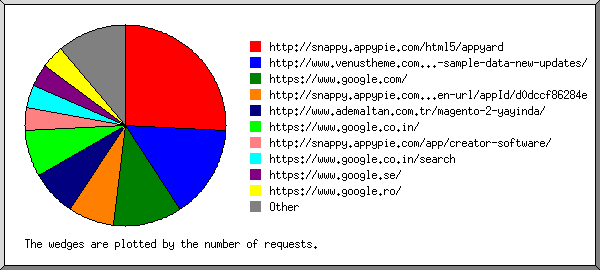 http://snappy.appypie.com/html5/appyard
http://www.venustheme.com...-sample-data-new-updates/
https://www.google.com/
http://snappy.appypie.com...en-url/appId/d0dccf86284e
http://www.ademaltan.com.tr/magento-2-yayinda/
https://www.google.co.in/
http://snappy.appypie.com/app/creator-software/
https://www.google.co.in/search
https://www.google.se/
https://www.google.ro/
Other
The wedges are plotted by the number of requests.